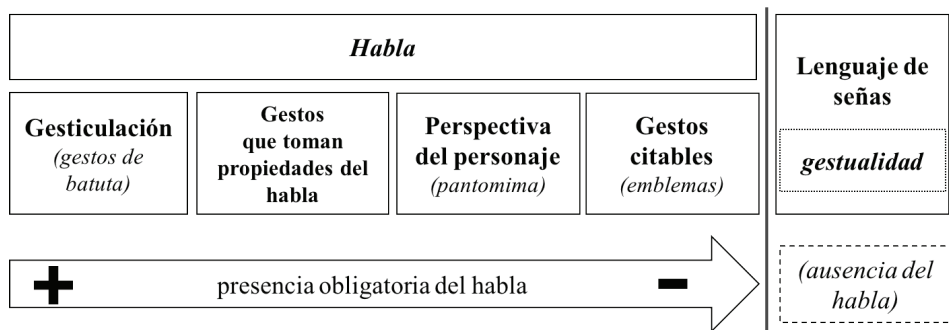 Habla
Gesticulación
(gestos de
batuta)
Gestos
que toman
propiedades del
habla
Perspectiva
del personaje
(pantomima)
Gestos
citables
(emblemas)
Lenguaje de
señas
gestualidad
+ presencia obligatoria del habla -
(ausencia del
habla)